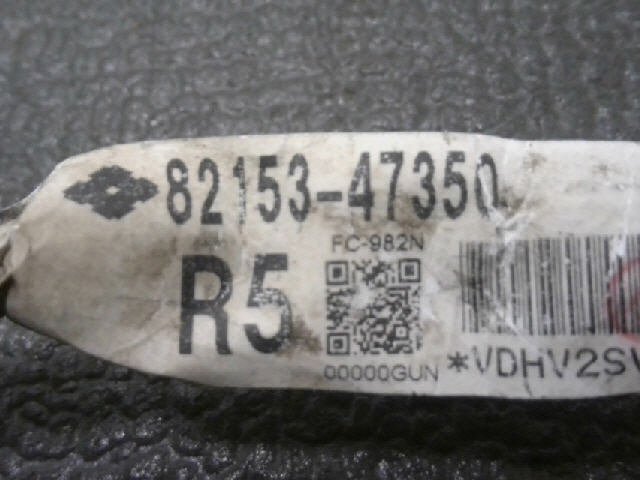 82153-47350
R5
FC-982N
00000GUN
*VDHV2SV